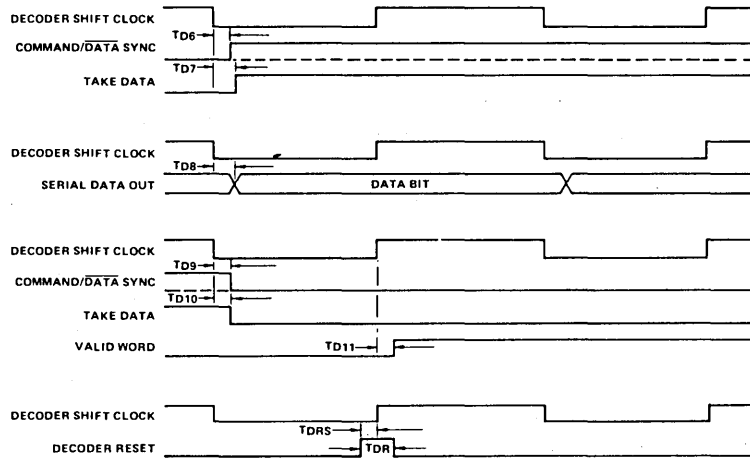 DECODER SHIFT CLOCK
TD6
COMMAND/DATA SYNC
TD7
TAKE DATA
DECODER SHIFT CLOCK
TD8
SERIAL DATA OUT
DATA BIT
DECODER SHIFT CLOCK
TD9
COMMAND/DATA SYNC
TD10
TAKE DATA
VALID WORD
TD11
DECODER SHIFT CLOCK
TDRS
DECODER RESET
TDR